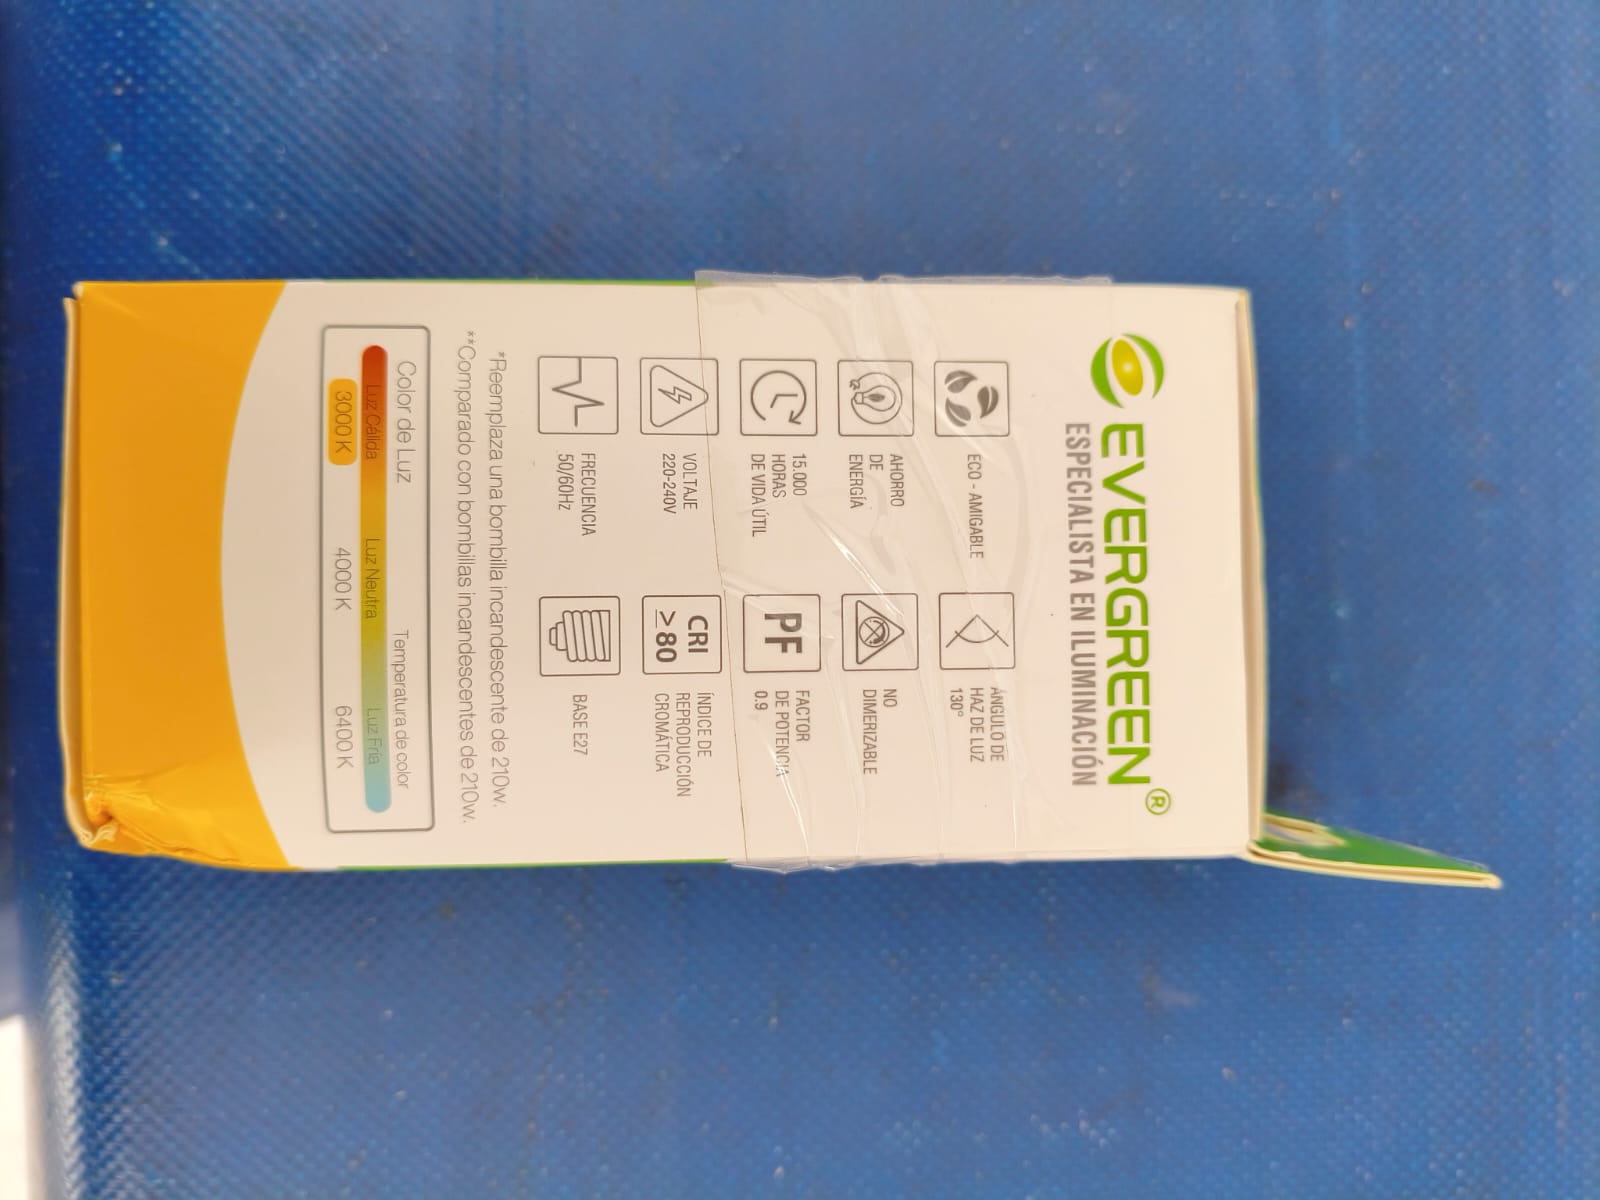 EVERGREEN®
ESPECIALISTA EN ILUMINACIÓN
ECO - AMIGABLE
ÁNGULO DE
HAZ DE LUZ
130°
AHORRO
DE
ENERGÍA
NO
DIMERIZABLE
15.000
HORAS
DE VIDA ÚTIL
PF
FACTOR
DE POTENCIA
0.9
VOLTAJE
220-240V
CRI
≥80
ÍNDICE DE
REPRODUCCIÓN
CROMÁTICA
FRECUENCIA
50/60Hz
BASE E27
*Reemplaza una bombilla incandescente de 210w.
**Comparado con bombillas incandescentes de 210w.
Color de Luz
Temperatura de color
Luz Cálida Luz Neutra Luz Fría
3000 K 4000 K 6400 K